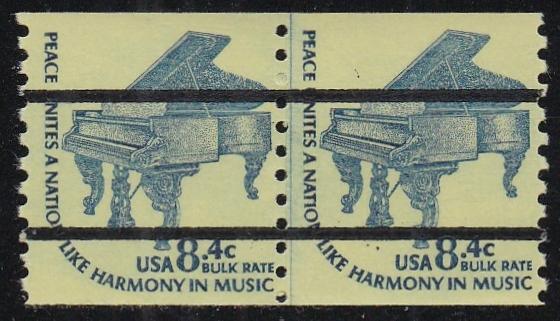 PEACE UNITES A NATION LIKE HARMONY IN MUSIC
USA 8.4c
BULK RATE
PEACE UNITES A NATION LIKE HARMONY IN MUSIC
USA 8.4c
BULK RATE